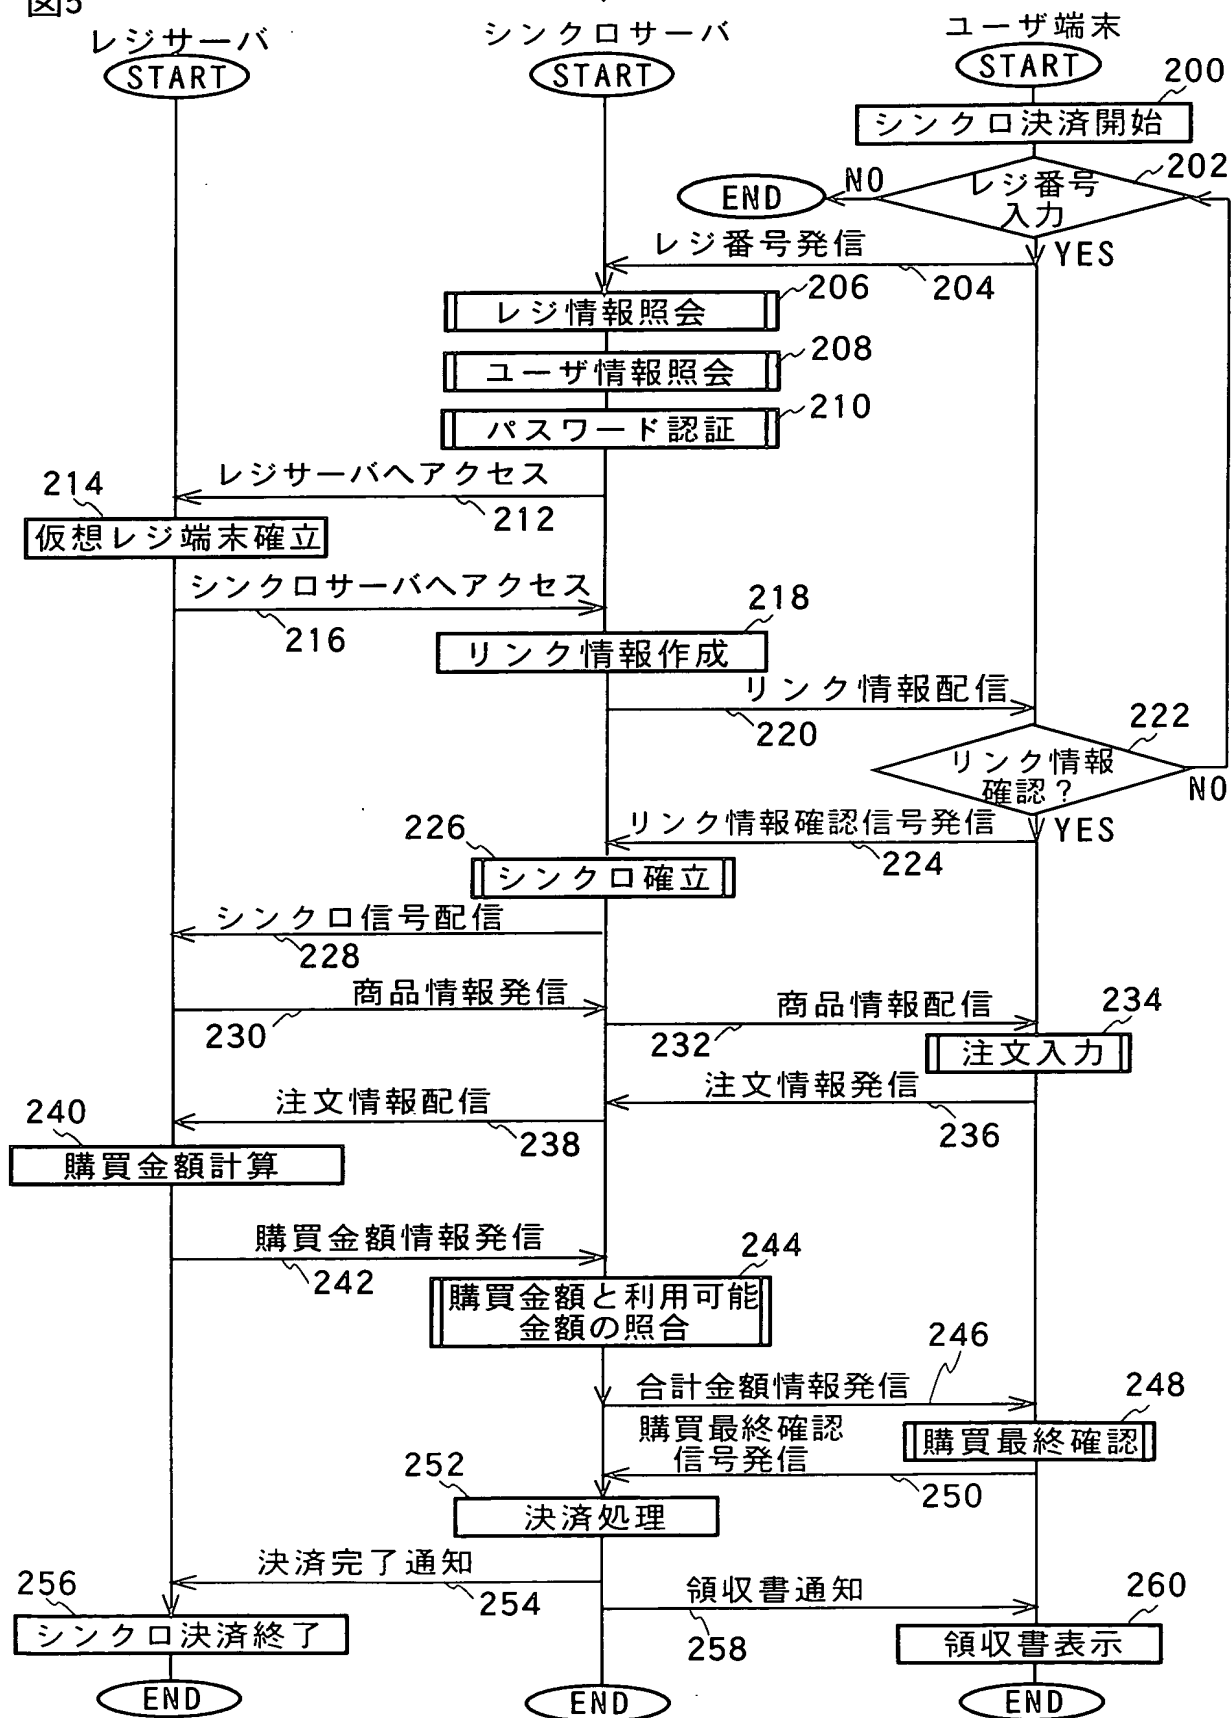 図5
レジサーバ
シンクロサーバ
ユーザ端末
START
START
START
200
シンクロ決済開始
202
レジ番号
入力
NO
END
YES
レジ番号発信
204
206
レジ情報照会
208
ユーザ情報照会
210
パスワード認証
レジサーバへアクセス
212
214
仮想レジ端末確立
シンクロサーバへアクセス
216
218
リンク情報作成
リンク情報配信
220
222
リンク情報
確認?
NO
YES
リンク情報確認信号発信
224
226
シンクロ確立
シンクロ信号配信
228
商品情報発信
230
商品情報配信
232
234
注文入力
注文情報発信
236
注文情報配信
238
240
購買金額計算
購買金額情報発信
242
244
購買金額と利用可能
金額の照合
246
合計金額情報発信
248
購買最終確認
購買最終確認
信号発信
250
252
決済処理
決済完了通知
254
256
シンクロ決済終了
領収書通知
258
260
領収書表示
END
END
END